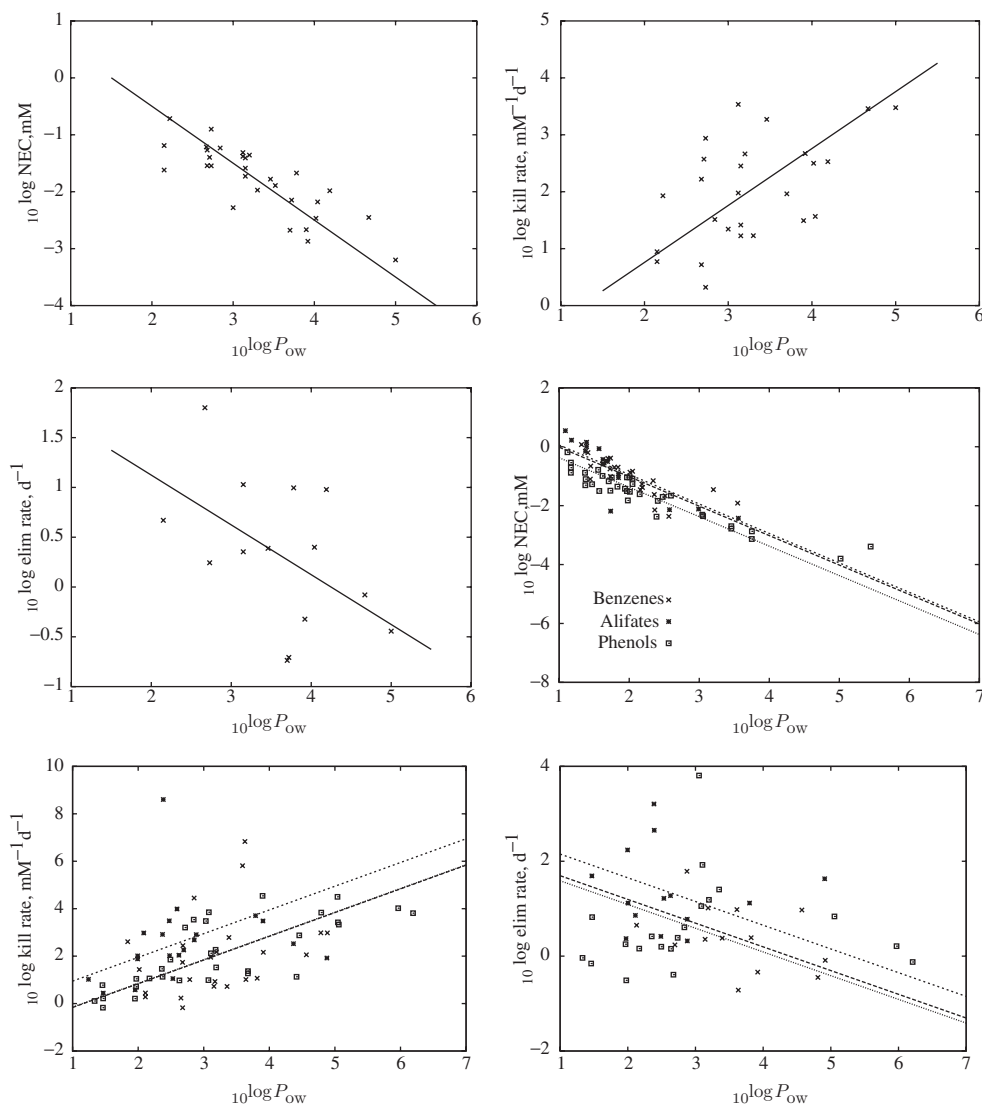 1
0
−1
−2
−3
−4
10 log NEC,mM
1 2 3 4 5 6
10log Pow
5
4
3
2
1
0
10 log kill rate, mM−1d−1
1 2 3 4 5 6
10log Pow
2
1.5
1
0.5
0
−0.5
−1
10 log elim rate, d−1
1 2 3 4 5 6
10log Pow
2
0
−2
−4
−6
−8
10 log NEC,mM
Benzenes
Alifates
Phenols
1 2 3 4 5 6 7
10log Pow
10
8
6
4
2
0
−2
10 log kill rate, mM−1d−1
1 2 3 4 5 6 7
10log Pow
4
2
0
−2
10 log elim rate, d−1
1 2 3 4 5 6 7
10log Pow